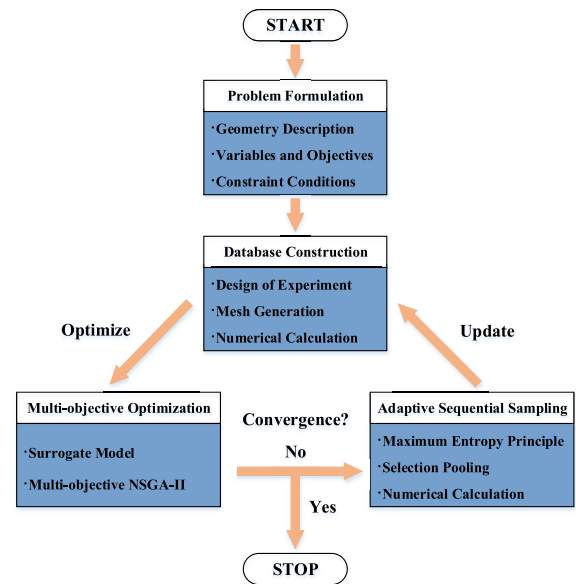 START
Problem Formulation
·Geometry Description
·Variables and Objectives
·Constraint Conditions
Database Construction
·Design of Experiment
·Mesh Generation
·Numerical Calculation
Optimize
Update
Multi-objective Optimization
·Surrogate Model
·Multi-objective NSGA-II
Convergence?
No
Yes
Adaptive Sequential Sampling
·Maximum Entropy Principle
·Selection Pooling
·Numerical Calculation
STOP